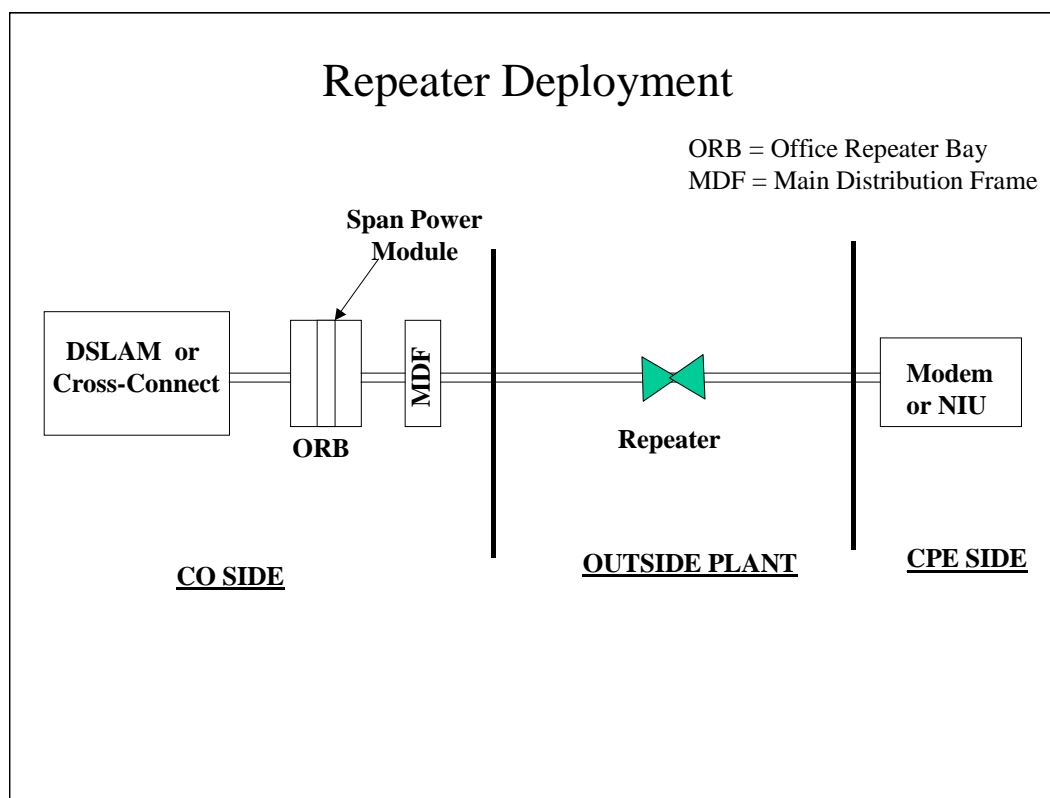 Repeater Deployment
ORB = Office Repeater Bay
MDF = Main Distribution Frame
Span Power
Module
DSLAM or
Cross-Connect
ORB
MDF
Repeater
Modem
or NIU
CO SIDE
OUTSIDE PLANT
CPE SIDE